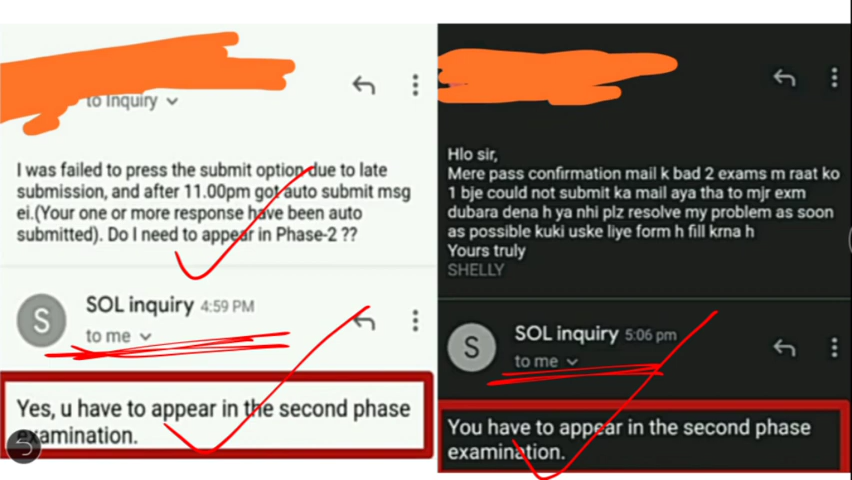 to Inquiry
I was failed to press the submit option due to late
submission, and after 11.00pm got auto submit msg
ei.(Your one or more response have been auto
submitted). Do I need to appear in Phase-2 ??
S
SOL inquiry 4:59 PM
to me
Yes, u have to appear in the second phase
examination.
Hlo sir,
Mere pass confirmation mail k bad 2 exams m raat ko
1 bje could not submit ka mail aya tha to mjr exm
dubara dena h ya nhi plz resolve my problem as soon
as possible kuki uske liye form h fill krna h
Yours truly
SHELLY
S
SOL inquiry 5:06 pm
to me
You have to appear in the second phase
examination.